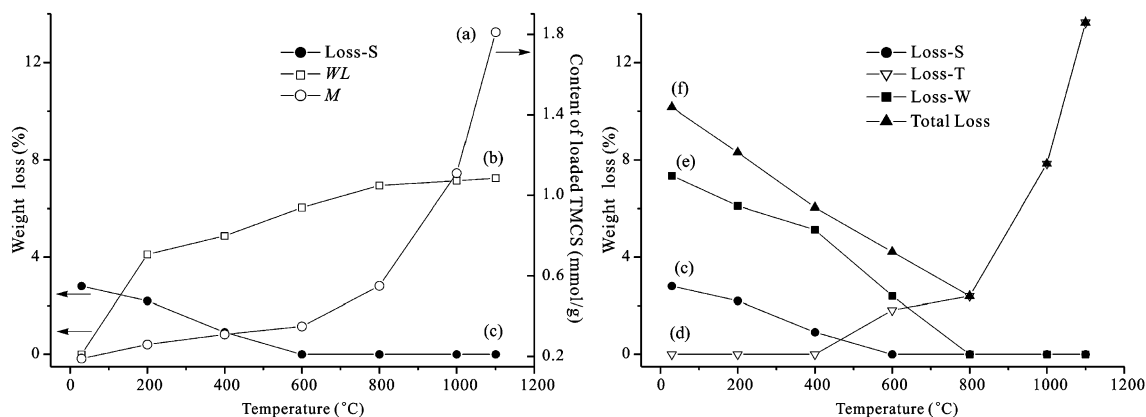 12
8
4
0
Weight loss (%)
0 200 400 600 800 1000 1200
Temperature (°C)
1.8
1.4
1.0
0.6
0.2
Content of loaded TMCS (mmol/g)
Loss-S
WL
M
(a)
(b)
(c)
12
8
4
0
Weight loss (%)
0 200 400 600 800 1000 1200
Temperature (°C)
Loss-S
Loss-T
Loss-W
Total Loss
(f)
(e)
(c)
(d)